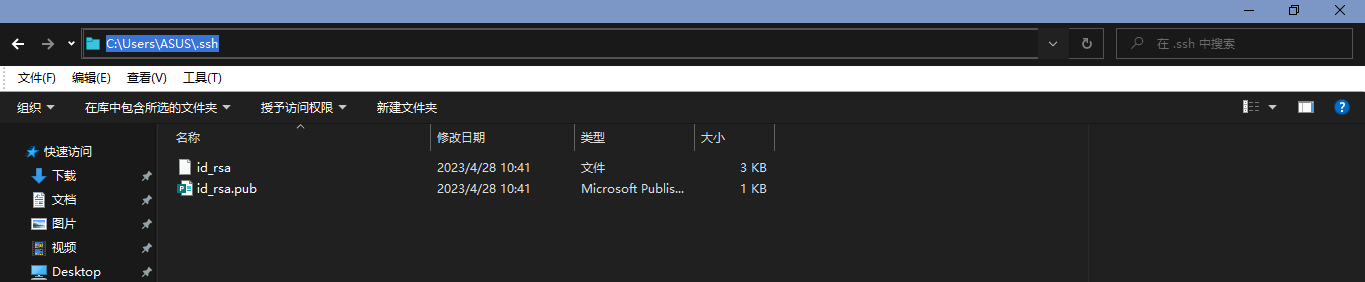 C:\Users\ASUS\.ssh
在 .ssh 中搜索
文件(F) 编辑(E) 查看(V) 工具(T)
组织 在库中包含所选的文件夹 授予访问权限 新建文件夹
名称 修改日期 类型 大小
快速访问
下载
文档
图片
视频
Desktop
id_rsa 2023/4/28 10:41 文件 3 KB
id_rsa.pub 2023/4/28 10:41 Microsoft Publis... 1 KB